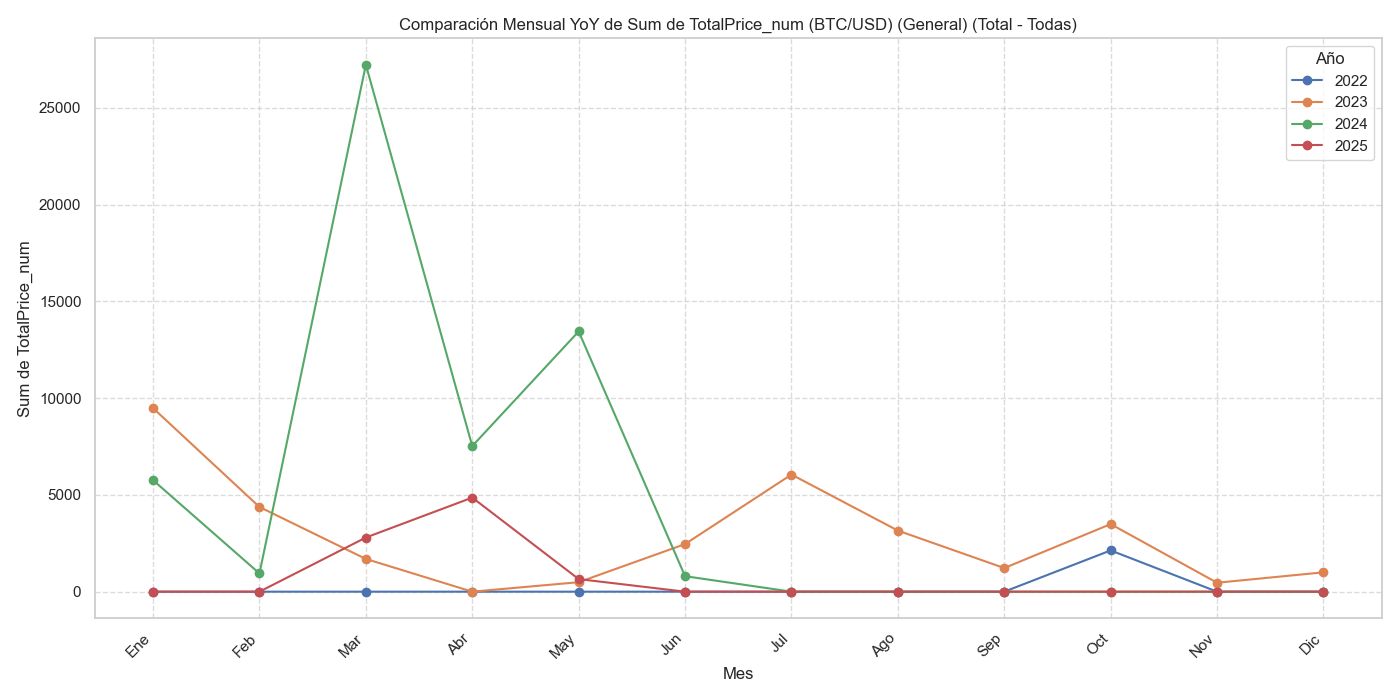 Comparación Mensual YoY de Sum de TotalPrice_num (BTC/USD) (General) (Total - Todas)
Año
2022
2023
2024
2025
Sum de TotalPrice_num
25000
20000
15000
10000
5000
0
Ene
Feb
Mar
Abr
May
Jun
Jul
Ago
Sep
Oct
Nov
Dic
Mes